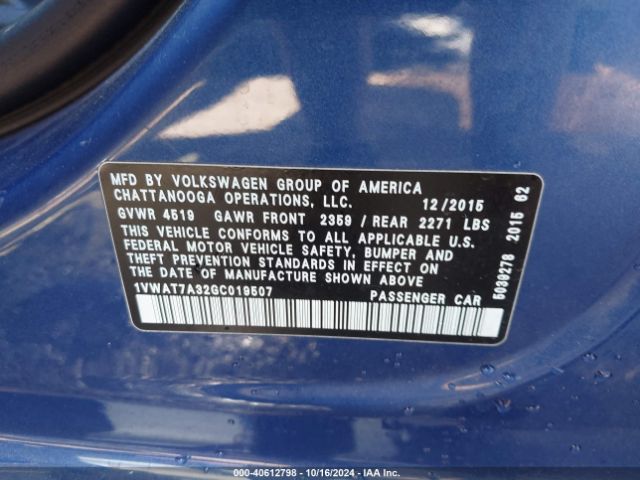 MFD BY VOLKSWAGEN GROUP OF AMERICA
CHATTANOOGA OPERATIONS, LLC. 12/2015
GVWR 4519 GAWR FRONT 2359 / REAR 2271 LBS
THIS VEHICLE CONFORMS TO ALL APPLICABLE U.S.
FEDERAL MOTOR VEHICLE SAFETY, BUMPER AND
THEFT PREVENTION STANDARDS IN EFFECT ON
THE DATE OF MANUFACTURE SHOWN ABOVE
1VWAT7A32GC019507 PASSENGER CAR
5039278 2015 62
000-40612798 - 10/16/2024 - IAA Inc.